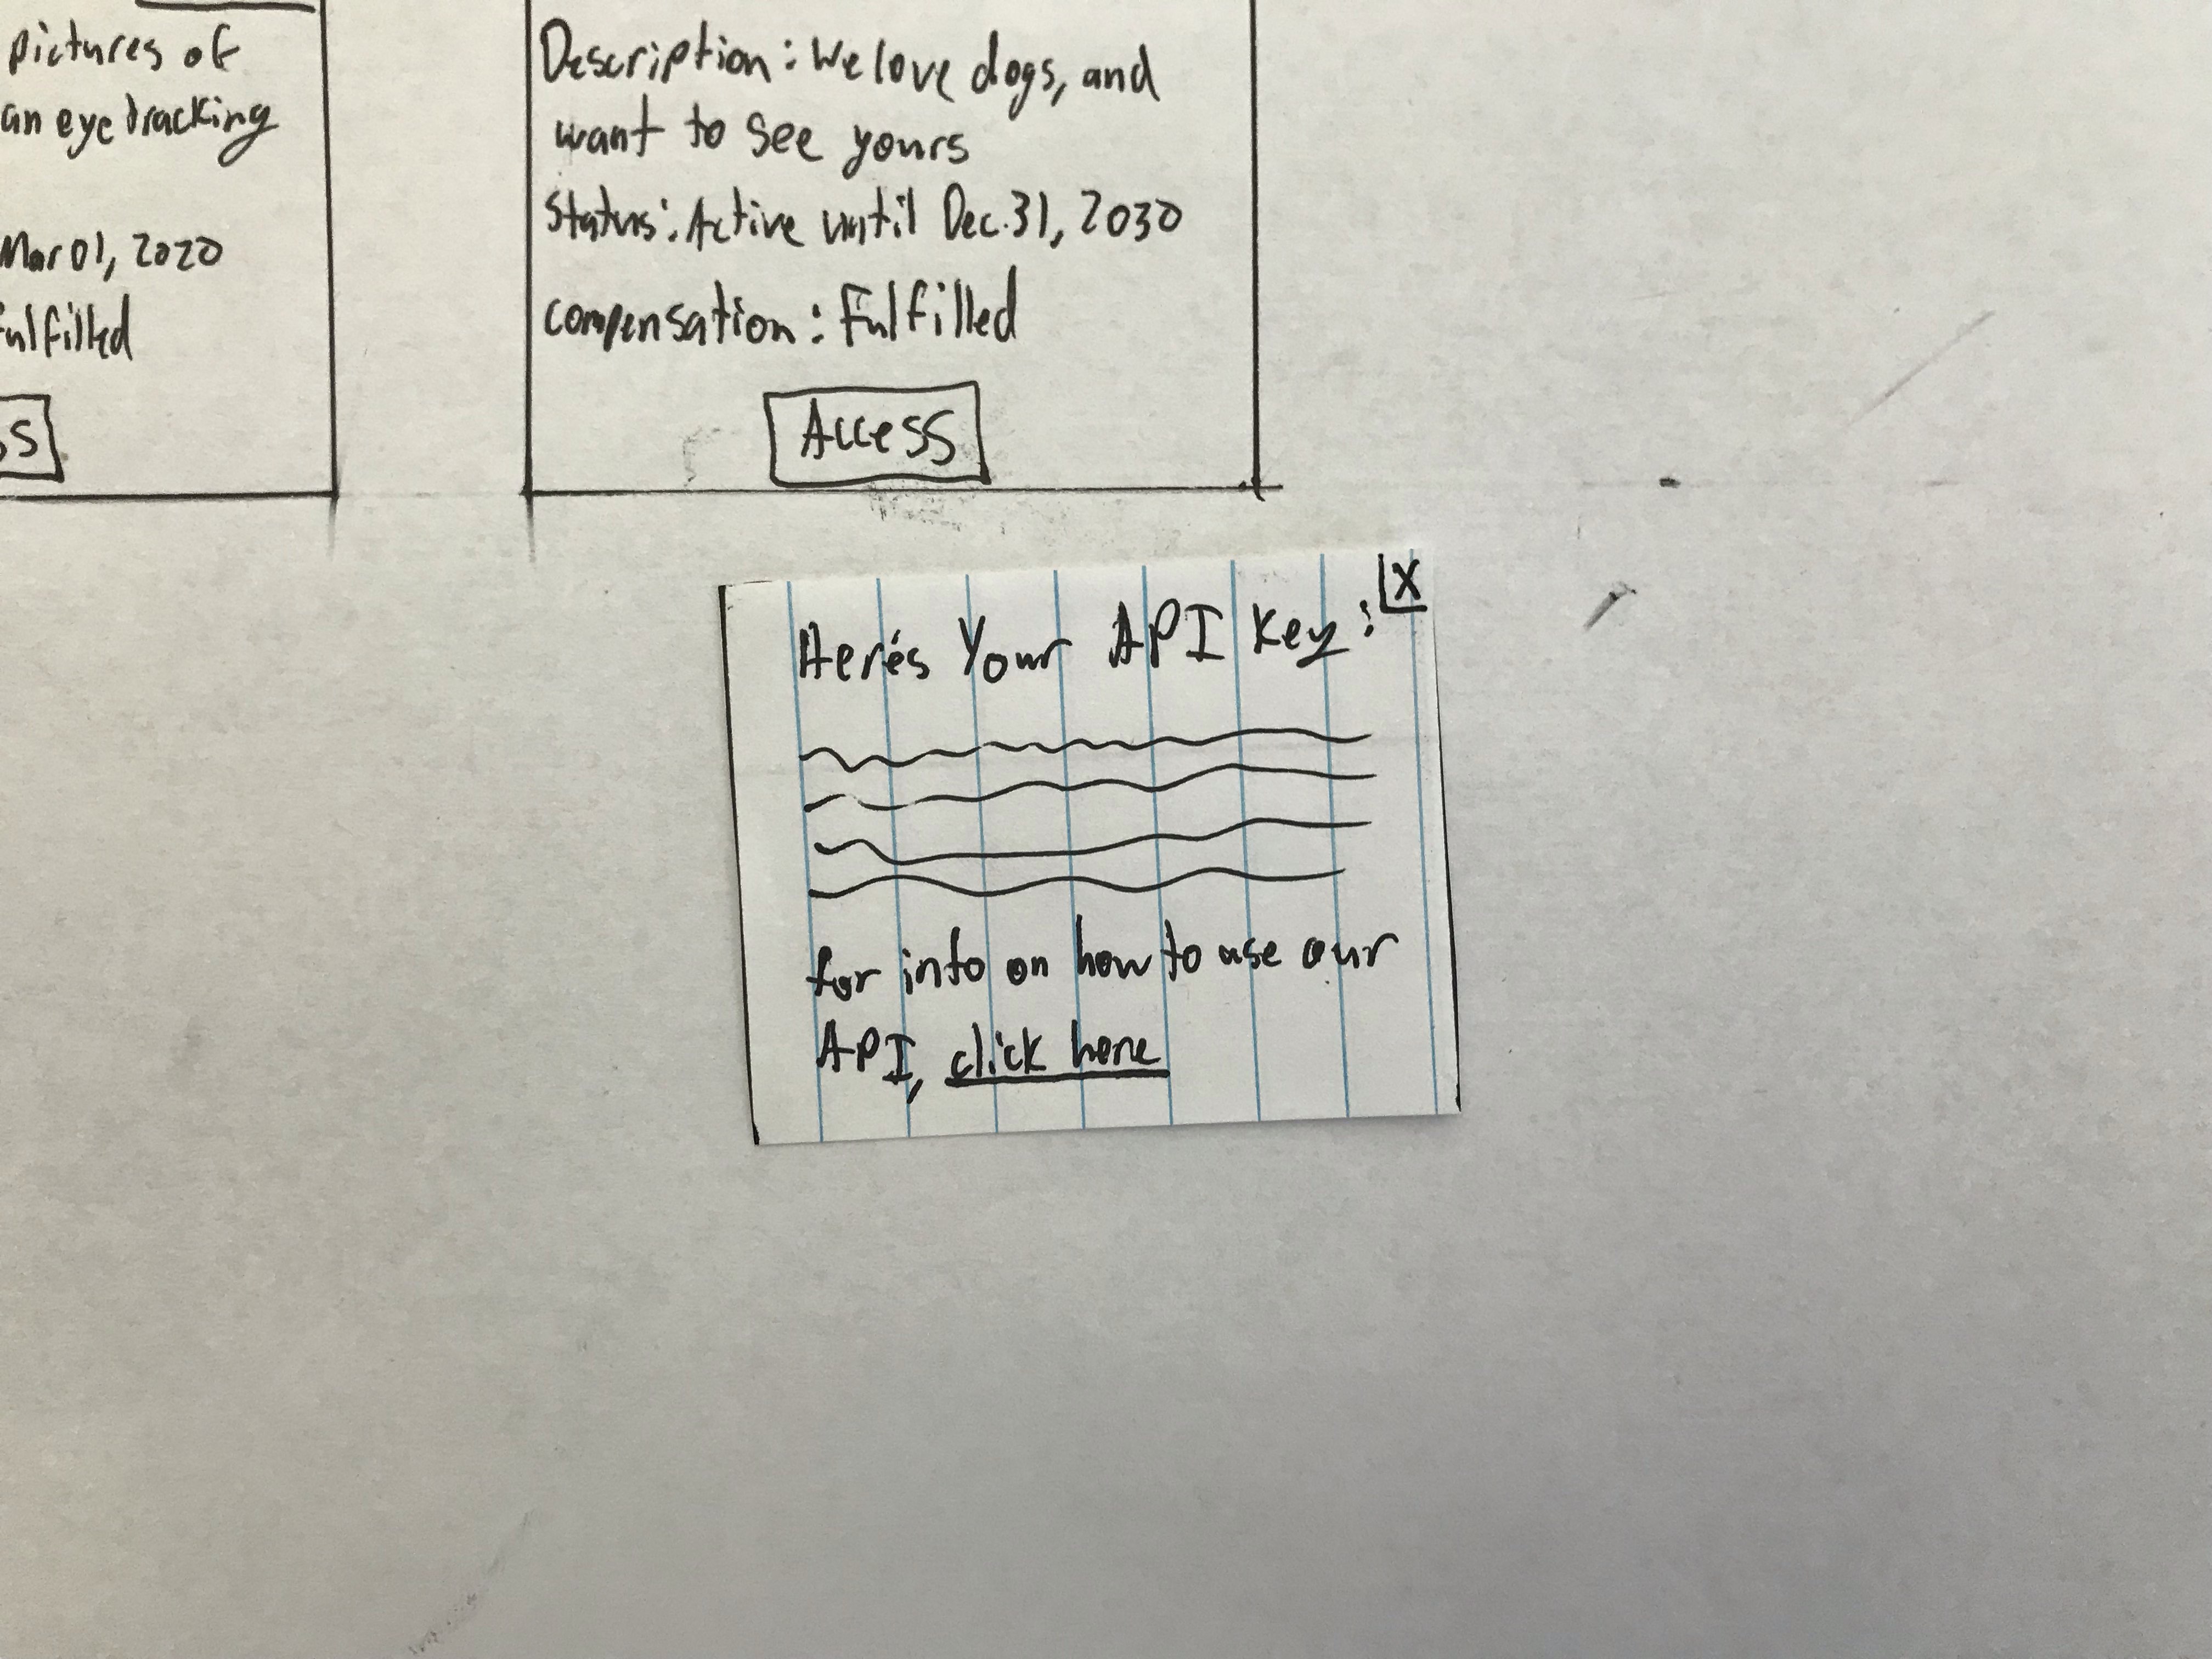 pictures of
an eye tracking
Mar 01, 2020
fulfilled
ss
Description: We love dogs, and
want to see yours
Status: Active until Dec. 31, 2030
compensation: Fulfilled
Access
X
Here's Your API Key:
for info on how to use our
API, click here